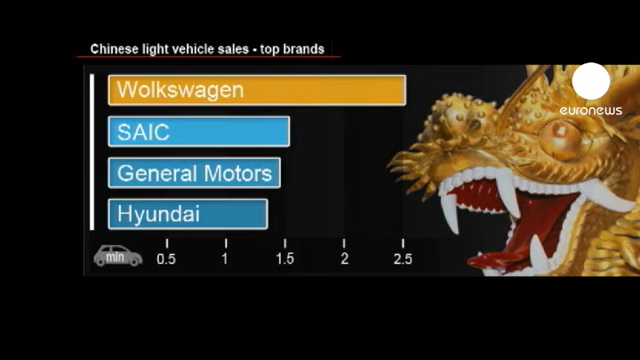 Chinese light vehicle sales - top brands
euronews
Wolkswagen
SAIC
General Motors
Hyundai
mln 0.5 1 1.5 2 2.5